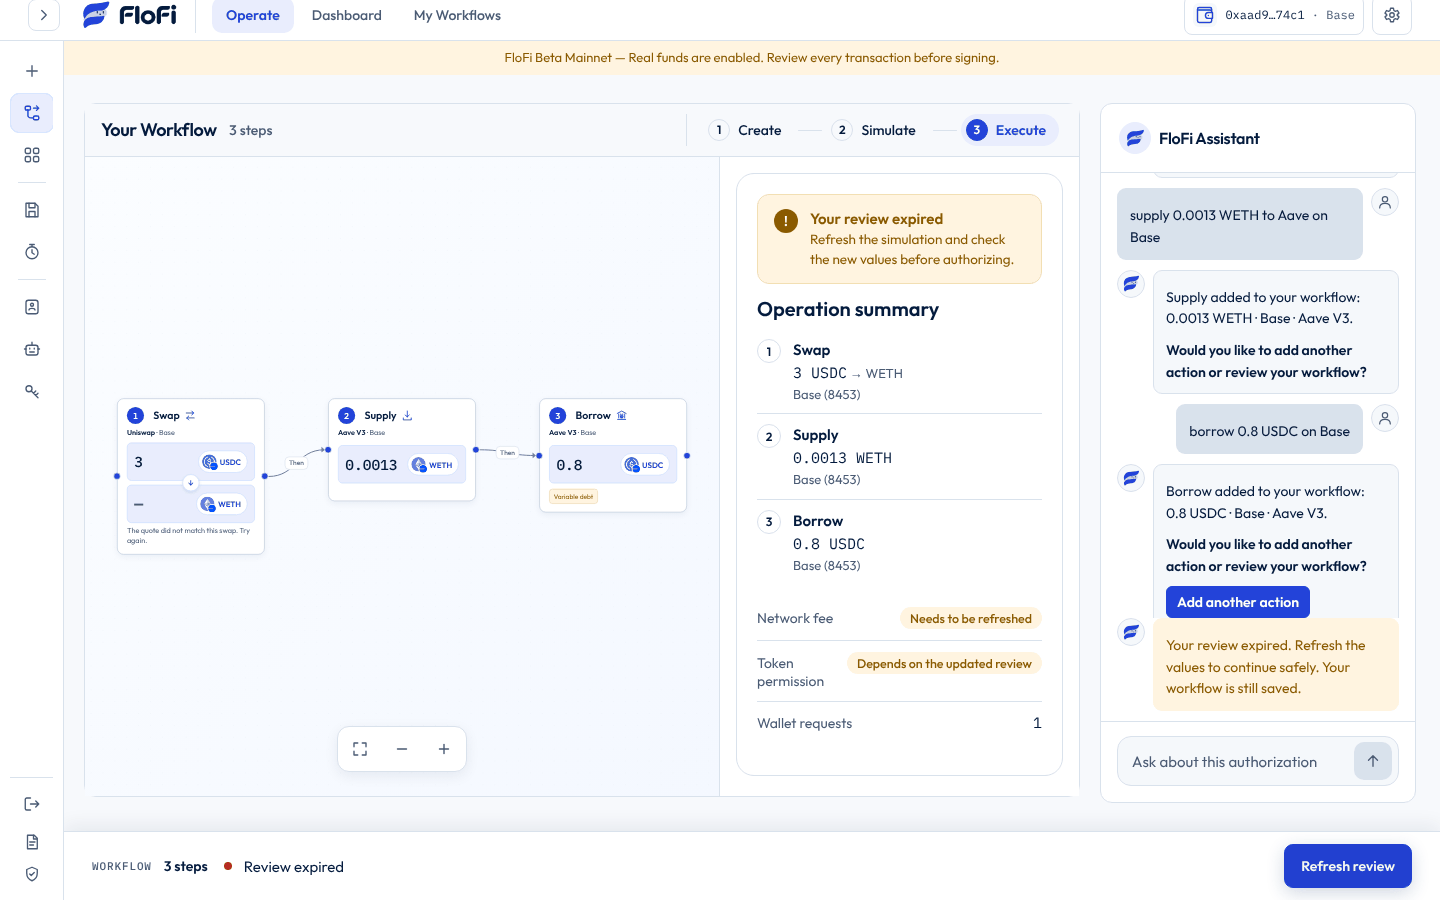 FloFi
Operate
Dashboard
My Workflows
0xaad9…74c1 · Base
FloFi Beta Mainnet — Real funds are enabled. Review every transaction before signing.
Your Workflow
3 steps
1 Create
2 Simulate
3 Execute
1 Swap
Uniswap · Base
3
USDC
—
WETH
The quote did not match this swap. Try
again.
Then
2 Supply
Aave V3 · Base
0.0013
WETH
Then
3 Borrow
Aave V3 · Base
0.8
USDC
Variable debt
!
Your review expired
Refresh the simulation and check
the new values before authorizing.
Operation summary
1 Swap
3 USDC → WETH
Base (8453)
2 Supply
0.0013 WETH
Base (8453)
3 Borrow
0.8 USDC
Base (8453)
Network fee
Needs to be refreshed
Token
permission
Depends on the updated review
Wallet requests
1
FloFi Assistant
supply 0.0013 WETH to Aave on
Base
Supply added to your workflow:
0.0013 WETH · Base · Aave V3.
Would you like to add another
action or review your workflow?
borrow 0.8 USDC on Base
Borrow added to your workflow:
0.8 USDC · Base · Aave V3.
Would you like to add another
action or review your workflow?
Add another action
Your review expired. Refresh the
values to continue safely. Your
workflow is still saved.
Ask about this authorization
WORKFLOW
3 steps
Review expired
Refresh review